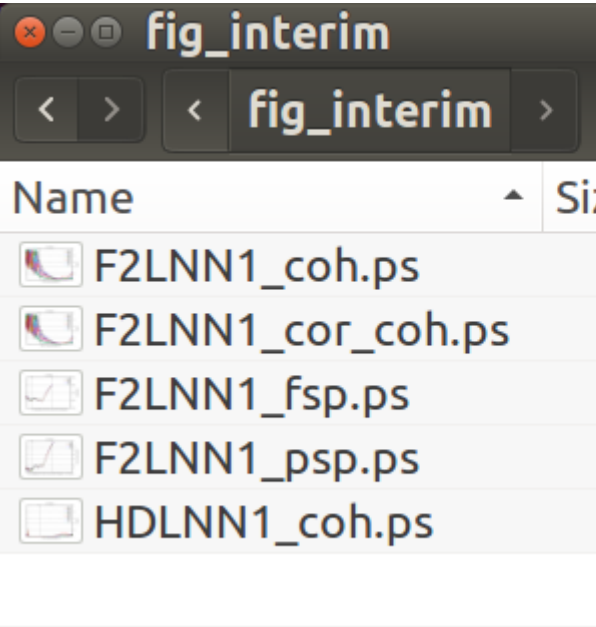 fig_interim
fig_interim
Name
F2LNN1_coh.ps
F2LNN1_cor_coh.ps
F2LNN1_fsp.ps
F2LNN1_psp.ps
HDLNN1_coh.ps